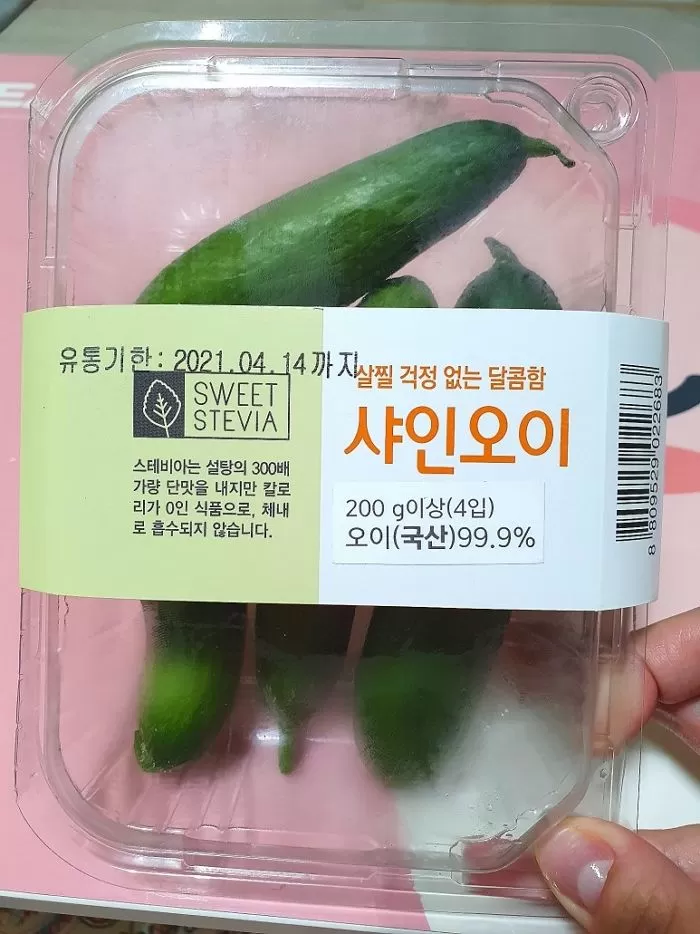 유통기한: 2021.04.14까지
SWEET
STEVIA
스테비아는 설탕의 300배
가량 단맛을 내지만 칼로
리가 0인 식품으로, 체내
로 흡수되지 않습니다.
살찔 걱정 없는 달콤함
샤인오이
200 g이상(4입)
오이(국산)99.9%
8 809529 022683